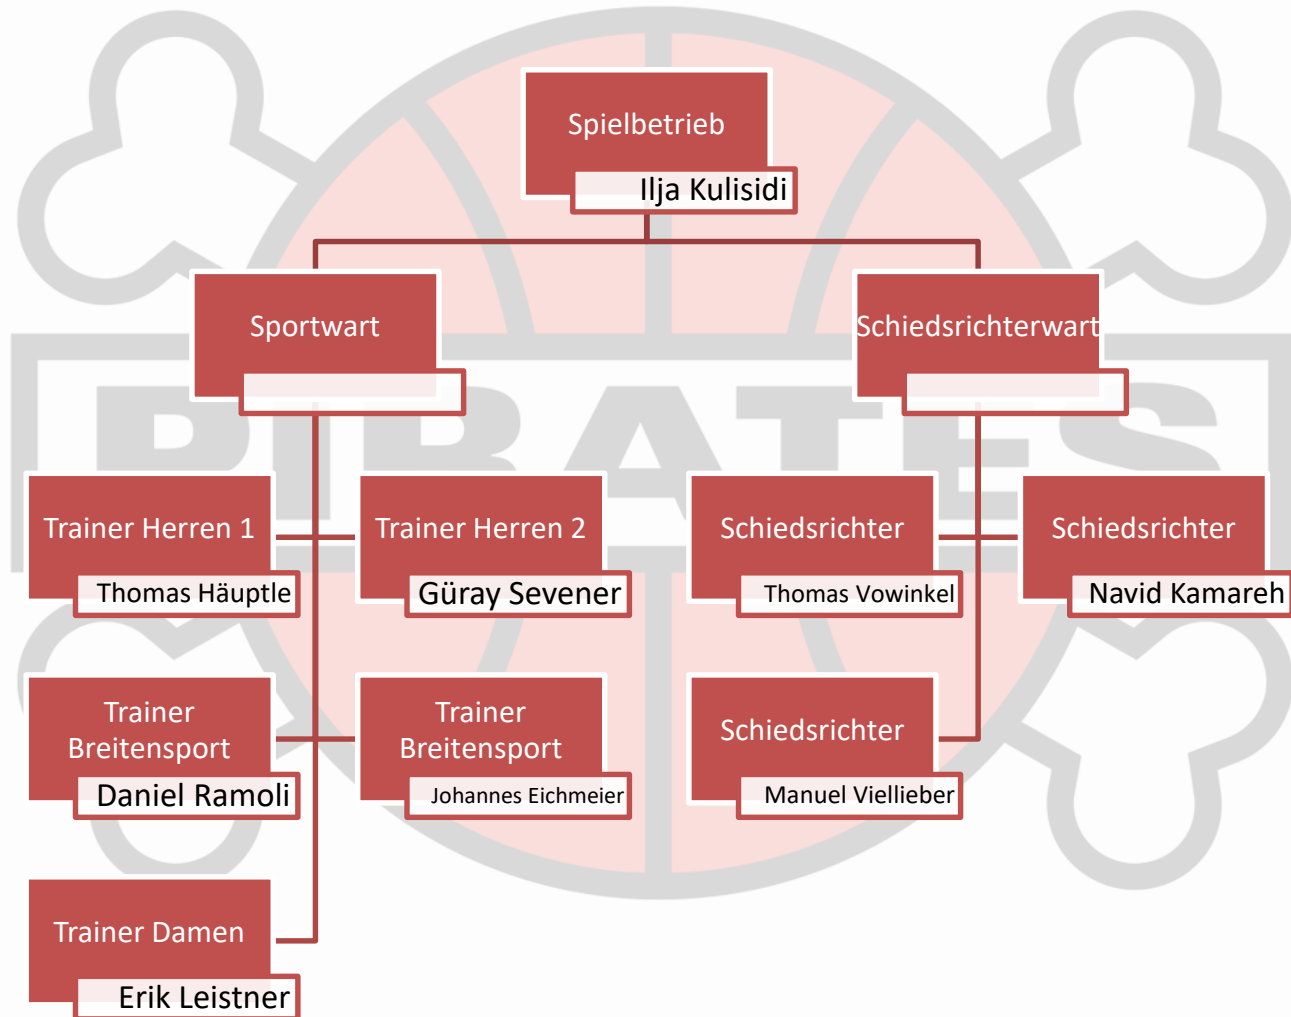 Spielbetrieb
Ilja Kulisidi
Sportwart
Schiedsrichterwart
PIRATES
Trainer Herren 1
Thomas Häuptle
Trainer Herren 2
Güray Sevener
Schiedsrichter
Thomas Vowinkel
Schiedsrichter
Navid Kamareh
Trainer
Breitensport
Daniel Ramoli
Trainer
Breitensport
Johannes Eichmeier
Schiedsrichter
Manuel Viellieber
Trainer Damen
Erik Leistner